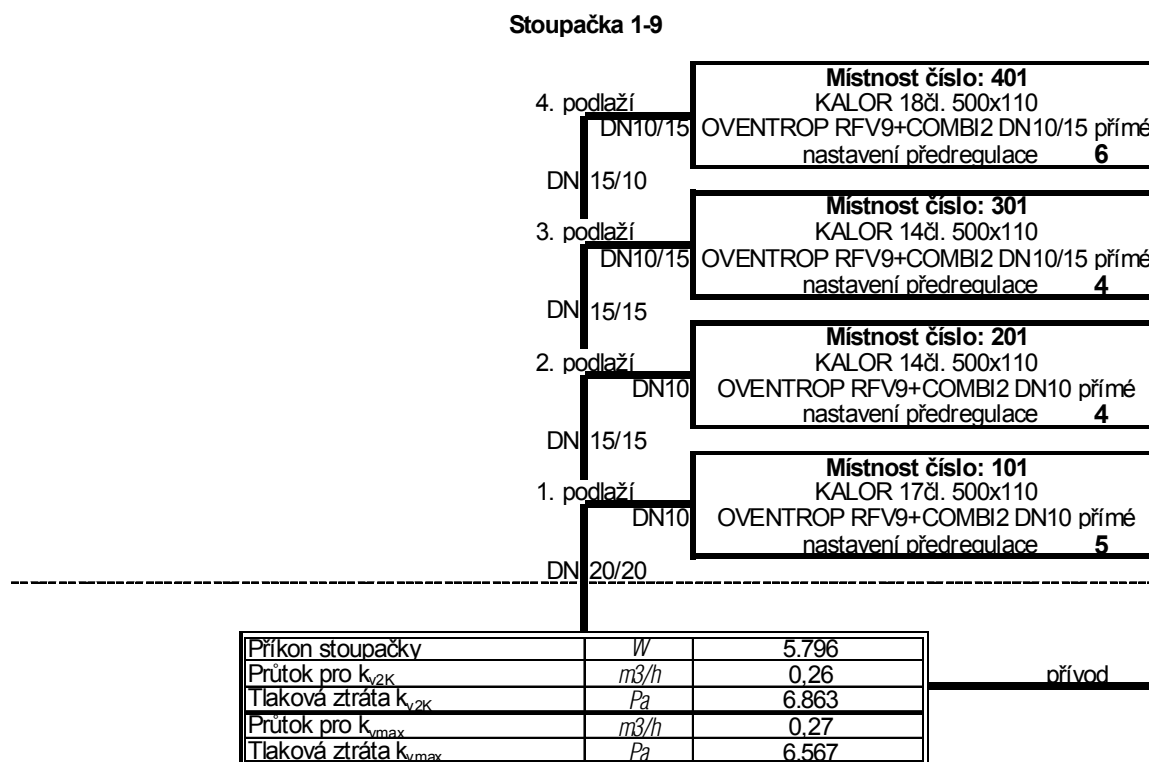 Stoupačka 1-9
Místnost číslo: 401
4. podlaží KALOR 18čl. 500x110
DN10/15 OVENTROP RFV9+COMBI2 DN10/15 přímé
nastavení předregulace 6
DN 15/10
Místnost číslo: 301
3. podlaží KALOR 14čl. 500x110
DN10/15 OVENTROP RFV9+COMBI2 DN10/15 přímé
nastavení předregulace 4
DN 15/15
Místnost číslo: 201
2. podlaží KALOR 14čl. 500x110
DN10 OVENTROP RFV9+COMBI2 DN10 přímé
nastavení předregulace 4
DN 15/15
Místnost číslo: 101
1. podlaží KALOR 17čl. 500x110
DN10 OVENTROP RFV9+COMBI2 DN10 přímé
nastavení předregulace 5
DN 20/20
Příkon stoupačky W 5.796
Průtok pro kv2K m3/h 0,26 přívod
Tlaková ztráta kv2K Pa 6.863
Průtok pro kvmax m3/h 0,27
Tlaková ztráta kvmax Pa 6.567